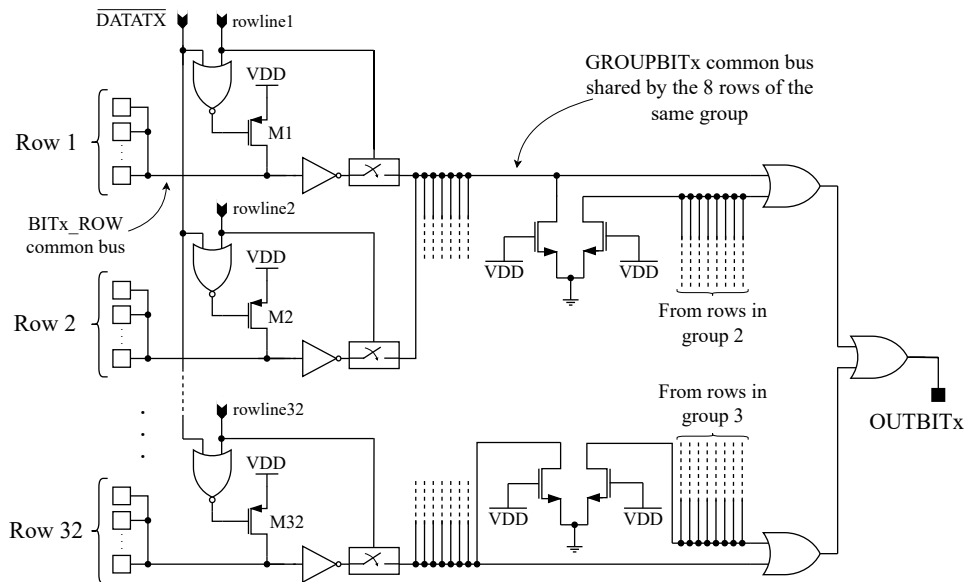 DATATX
rowline1
VDD
M1
Row 1
GROUPBITx common bus
shared by the 8 rows of the
same group
BITx_ROW
common bus
rowline2
VDD
M2
Row 2
VDD
VDD
From rows in
group 2
From rows in
group 3
OUTBITx
rowline32
VDD
M32
Row 32
VDD
VDD